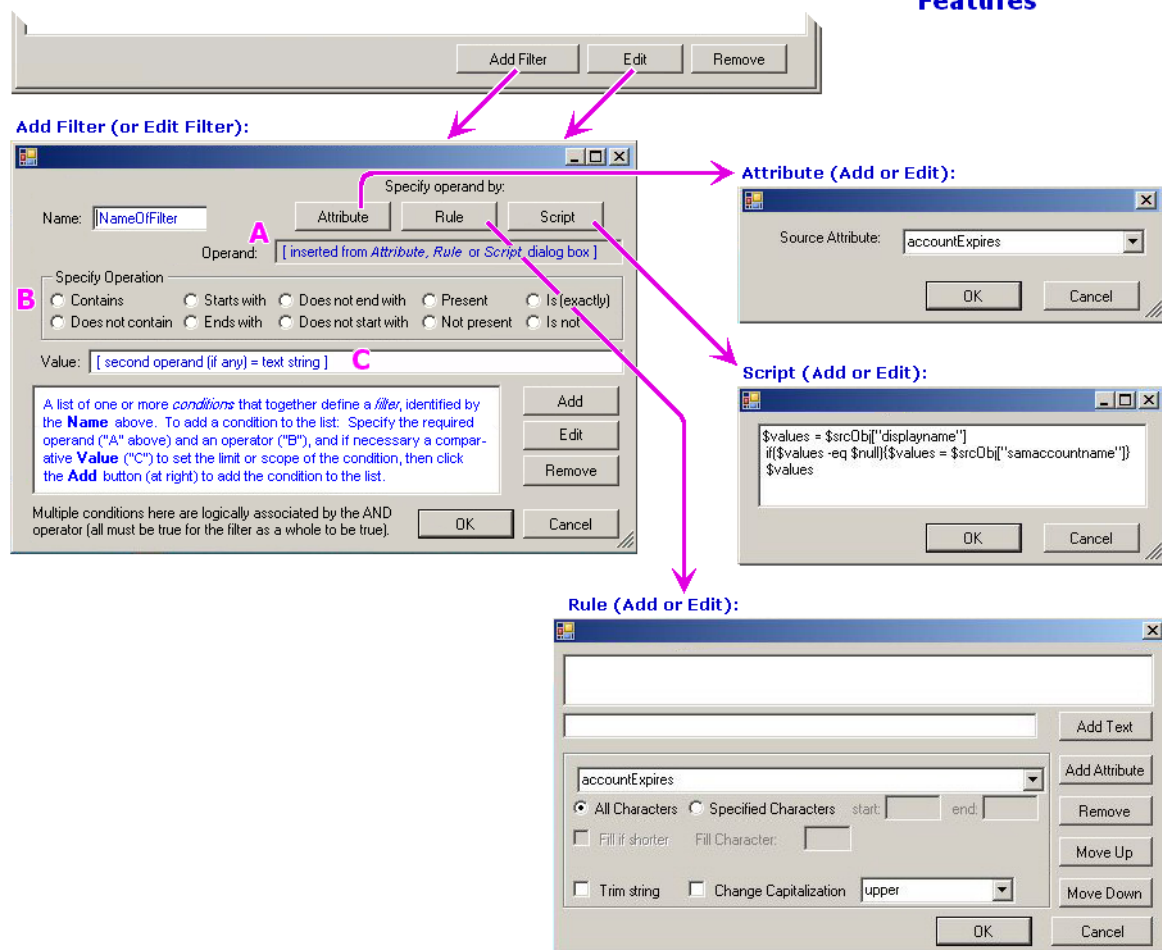 Features
Add Filter Edit Remove
Add Filter (or Edit Filter):
Specify operand by:
Name: NameOfFilter Attribute Rule Script
A
Operand: [ inserted from Attribute, Rule or Script dialog box ]
Specify Operation
B
Contains Starts with Does not end with Present Is (exactly)
Does not contain Ends with Does not start with Not present Is not
Value: [ second operand (if any) = text string ] C
A list of one or more conditions that together define a filter, identified by
the Name above. To add a condition to the list: Specify the required
operand ("A" above) and an operator ("B"), and if necessary a compar-
ative Value ("C") to set the limit or scope of the condition, then click
the Add button (at right) to add the condition to the list.
Add
Edit
Remove
Multiple conditions here are logically associated by the AND
operator (all must be true for the filter as a whole to be true).
OK Cancel
Attribute (Add or Edit):
Source Attribute: accountExpires
OK Cancel
Script (Add or Edit):
$values = $srcObj["displayname"]
if($values -eq $null){$values = $srcObj["samaccountname"]}
$values
OK Cancel
Rule (Add or Edit):
Add Text
accountExpires Add Attribute
All Characters Specified Characters start: end: Remove
Fill if shorter Fill Character:
Move Up
Trim string Change Capitalization upper Move Down
OK Cancel